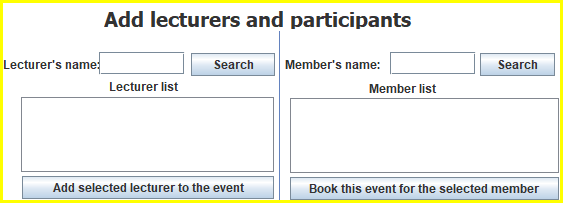 Add lecturers and participants
Lecturer's name: Search
Lecturer list
Add selected lecturer to the event
Member's name: Search
Member list
Book this event for the selected member